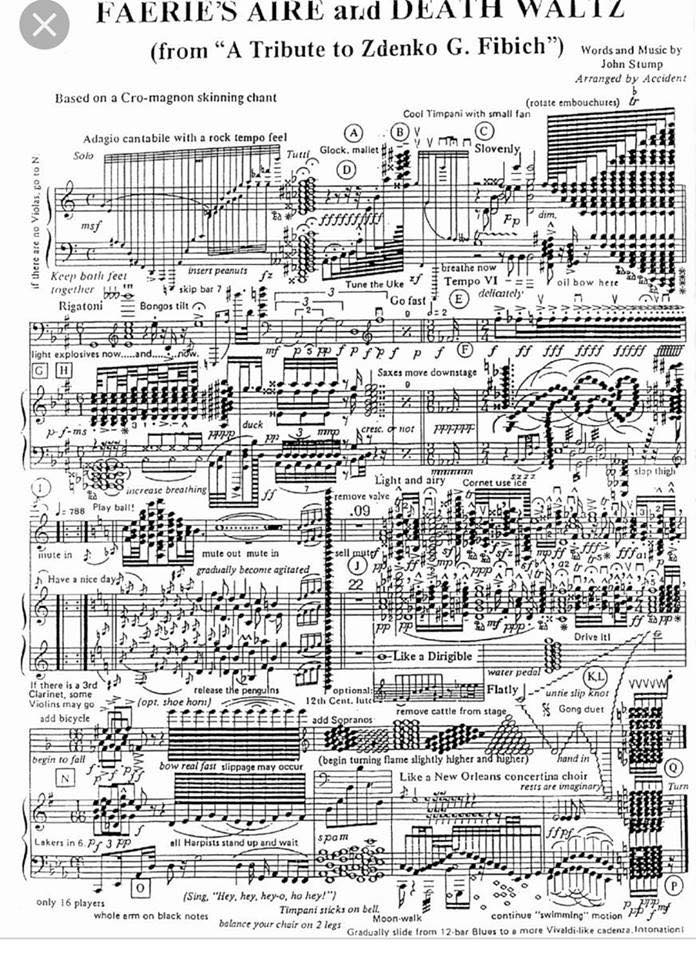 FAERIE'S AIRE and DEATH WALTZ
(from "A Tribute to Zdenko G. Fibich")
Words and Music by
John Stump
Arranged by Accident
Based on a Cro-magnon skinning chant
(rotate embouchures) tr
Cool Timpani with small fan
Adagio cantabile with a rock tempo feel
A
B
C
Solo
Tutti
Glock. mallet
Slovenly
D
If there are no Violas, go to N
msf
Fp
dim.
fffffffff
Keep both feet
together
insert peanuts
fz
Tune the Uke
zf
breathe now
Tempo VI
delicately
oil bow here
Rigatoni
Bongos tilt
skip bar 7
Go fast
E
light explosives now.....and......now.
mf p
F
f ff fff ffff fffff
G H
Saxes move downstage
p-f-ms
duck
pppp
pp
mmp
cresc. or not
pppppp
mmmmm
zzzz
slap thigh
I
increase breathing
ff
Light and airy
Cornet use ice
♩= 788
Play ball!
remove valve
.09
mute in
mute out mute in
sell mute
gradually become agitated
J
22
Have a nice day
Like a Dirigible
Drive it!
water pedal
K,L
If there is a 3rd
Clarinet, some
Violins may go
(opt. shoe horn)
release the penguins
optional:
12th Cent. lute
Flatly
untie slip knot
add bicycle
add Sopranos
remove cattle from stage
Gong duet
begin to fall
bow real fast slippage may occur
(begin turning flame slightly higher and higher)
hand in
N
Like a New Orleans concertina choir
rests are imaginary
Q
Turn
Lakers in 6.
all Harpists stand up and wait
spam
ffpf
O
P
only 16 players
(Sing, "Hey, hey, hey-o, ho hey!")
whole arm on black notes
Timpani sticks on bell,
balance your chair on 2 legs
Moon-walk
continue "swimming" motion
Gradually slide from 12-bar Blues to a more Vivaldi-like cadenza. Intonation!